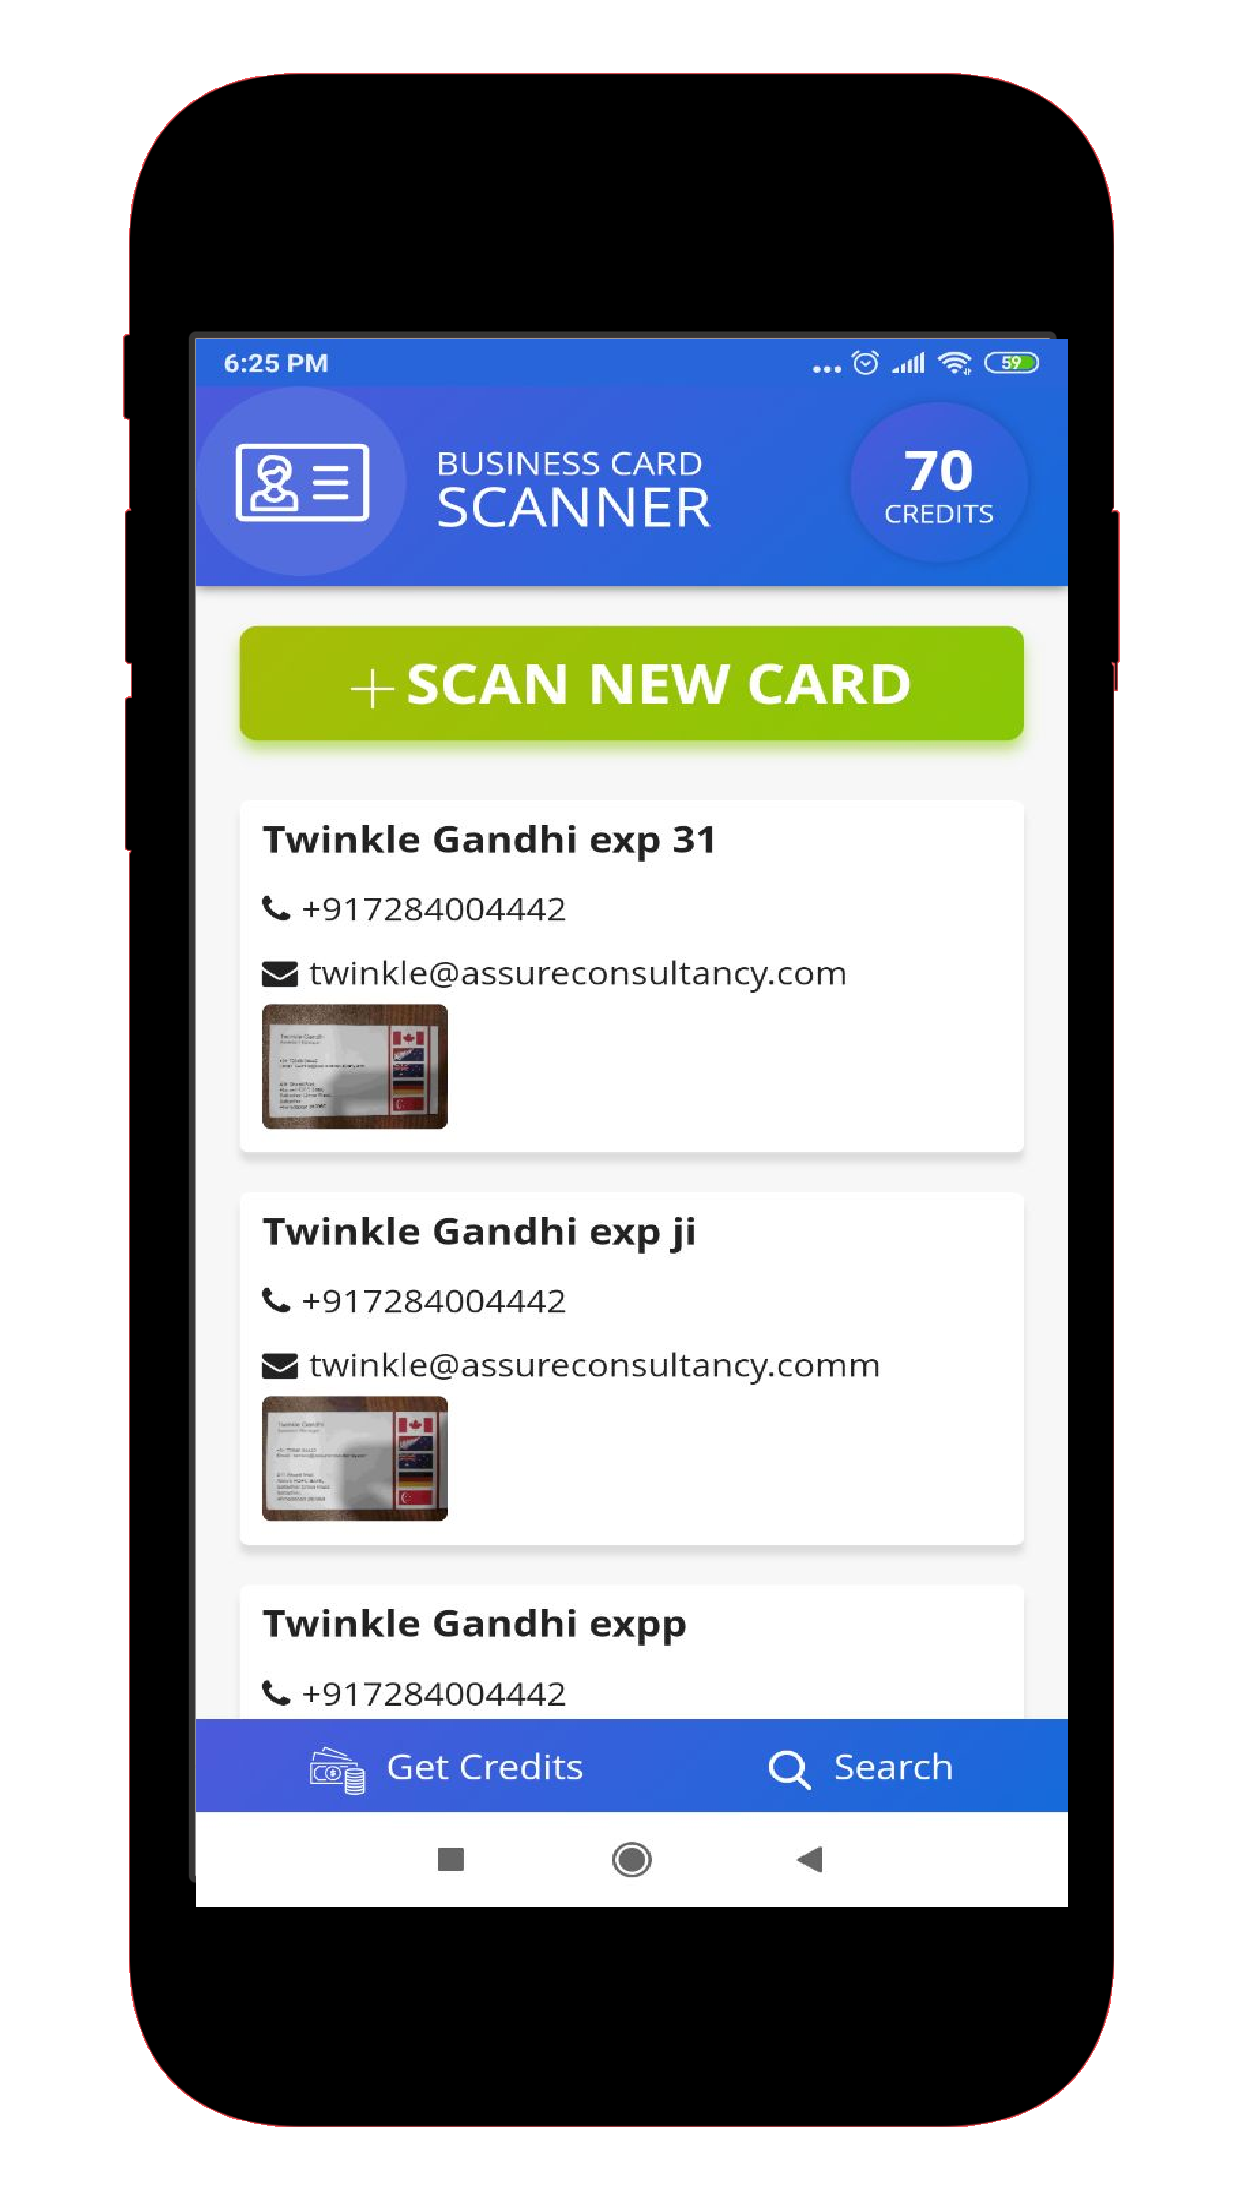 6:25 PM
59
BUSINESS CARD
SCANNER
70
CREDITS
+ SCAN NEW CARD
Twinkle Gandhi exp 31
+917284004442
twinkle@assureconsultancy.com
Twinkle Gandhi exp ji
+917284004442
twinkle@assureconsultancy.comm
Twinkle Gandhi expp
+917284004442
Get Credits
Search